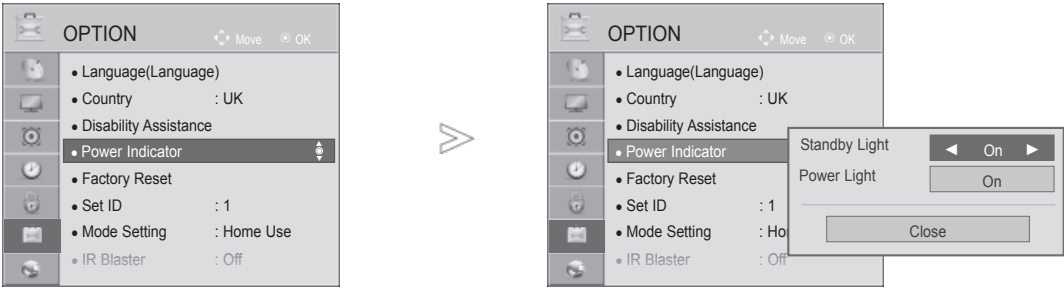 OPTION Move OK
• Language(Language)
• Country : UK
• Disability Assistance
• Power Indicator
• Factory Reset
• Set ID : 1
• Mode Setting : Home Use
• IR Blaster : Off
OPTION Move OK
• Language(Language)
• Country : UK
• Disability Assistance
• Power Indicator
• Factory Reset
• Set ID : 1
• Mode Setting : Ho
• IR Blaster : Off
Standby Light ◀ On ▶
Power Light On
Close